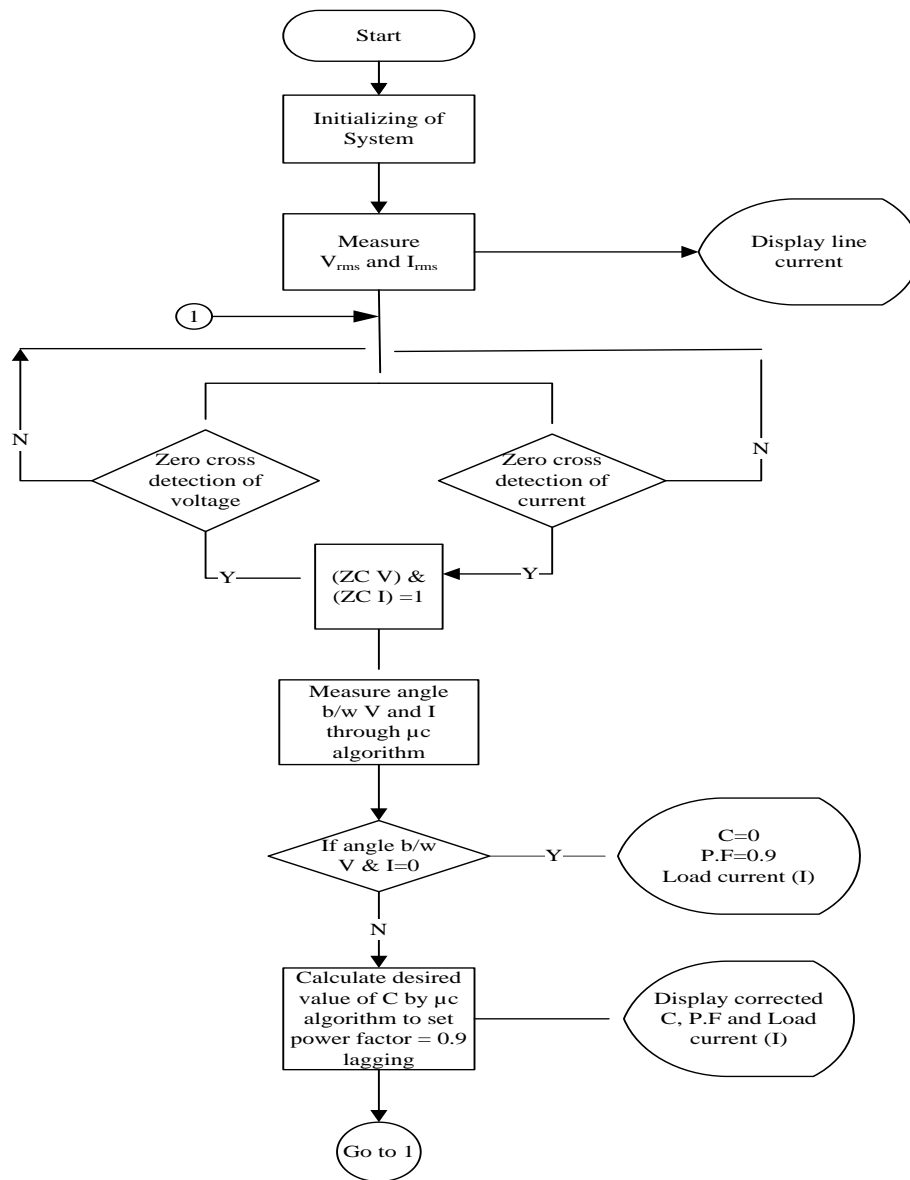 Start
Initializing of
System
Measure
Vrms and Irms
Display line
current
1
N
N
Zero cross
detection of
voltage
Zero cross
detection of
current
Y
Y
(ZC V) &
(ZC I) =1
Measure angle
b/w V and I
through µc
algorithm
If angle b/w
V & I=0
Y
C=0
P.F=0.9
Load current (I)
N
Calculate desired
value of C by µc
algorithm to set
power factor = 0.9
lagging
Display corrected
C, P.F and Load
current (I)
Go to 1